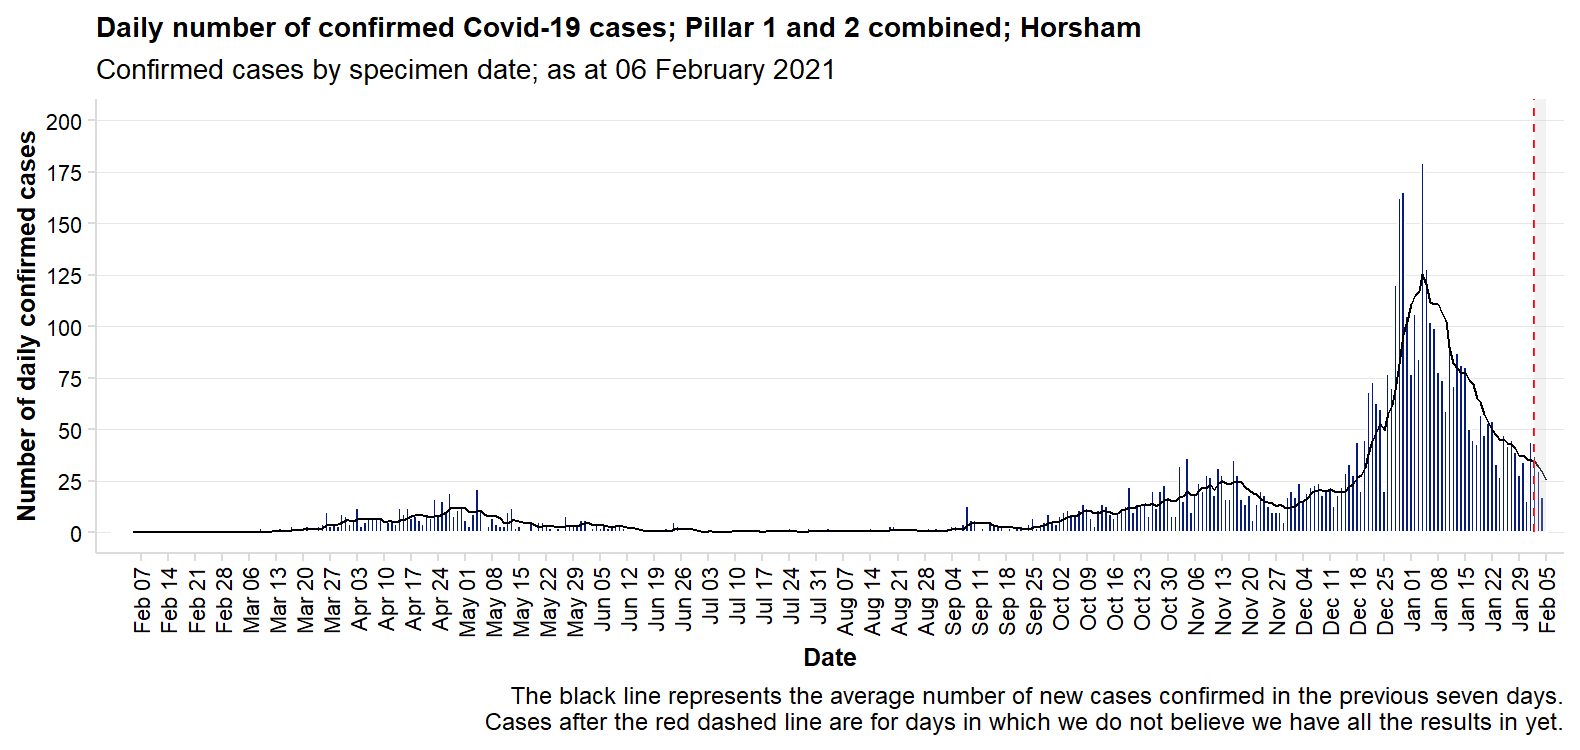 Daily number of confirmed Covid-19 cases; Pillar 1 and 2 combined; Horsham
Confirmed cases by specimen date; as at 06 February 2021
Number of daily confirmed cases
200
175
150
125
100
75
50
25
0
Feb 07
Feb 14
Feb 21
Feb 28
Mar 06
Mar 13
Mar 20
Mar 27
Apr 03
Apr 10
Apr 17
Apr 24
May 01
May 08
May 15
May 22
May 29
Jun 05
Jun 12
Jun 19
Jun 26
Jul 03
Jul 10
Jul 17
Jul 24
Jul 31
Aug 07
Aug 14
Aug 21
Aug 28
Sep 04
Sep 11
Sep 18
Sep 25
Oct 02
Oct 09
Oct 16
Oct 23
Oct 30
Nov 06
Nov 13
Nov 20
Nov 27
Dec 04
Dec 11
Dec 18
Dec 25
Jan 01
Jan 08
Jan 15
Jan 22
Jan 29
Feb 05
Date
The black line represents the average number of new cases confirmed in the previous seven days.
Cases after the red dashed line are for days in which we do not believe we have all the results in yet.